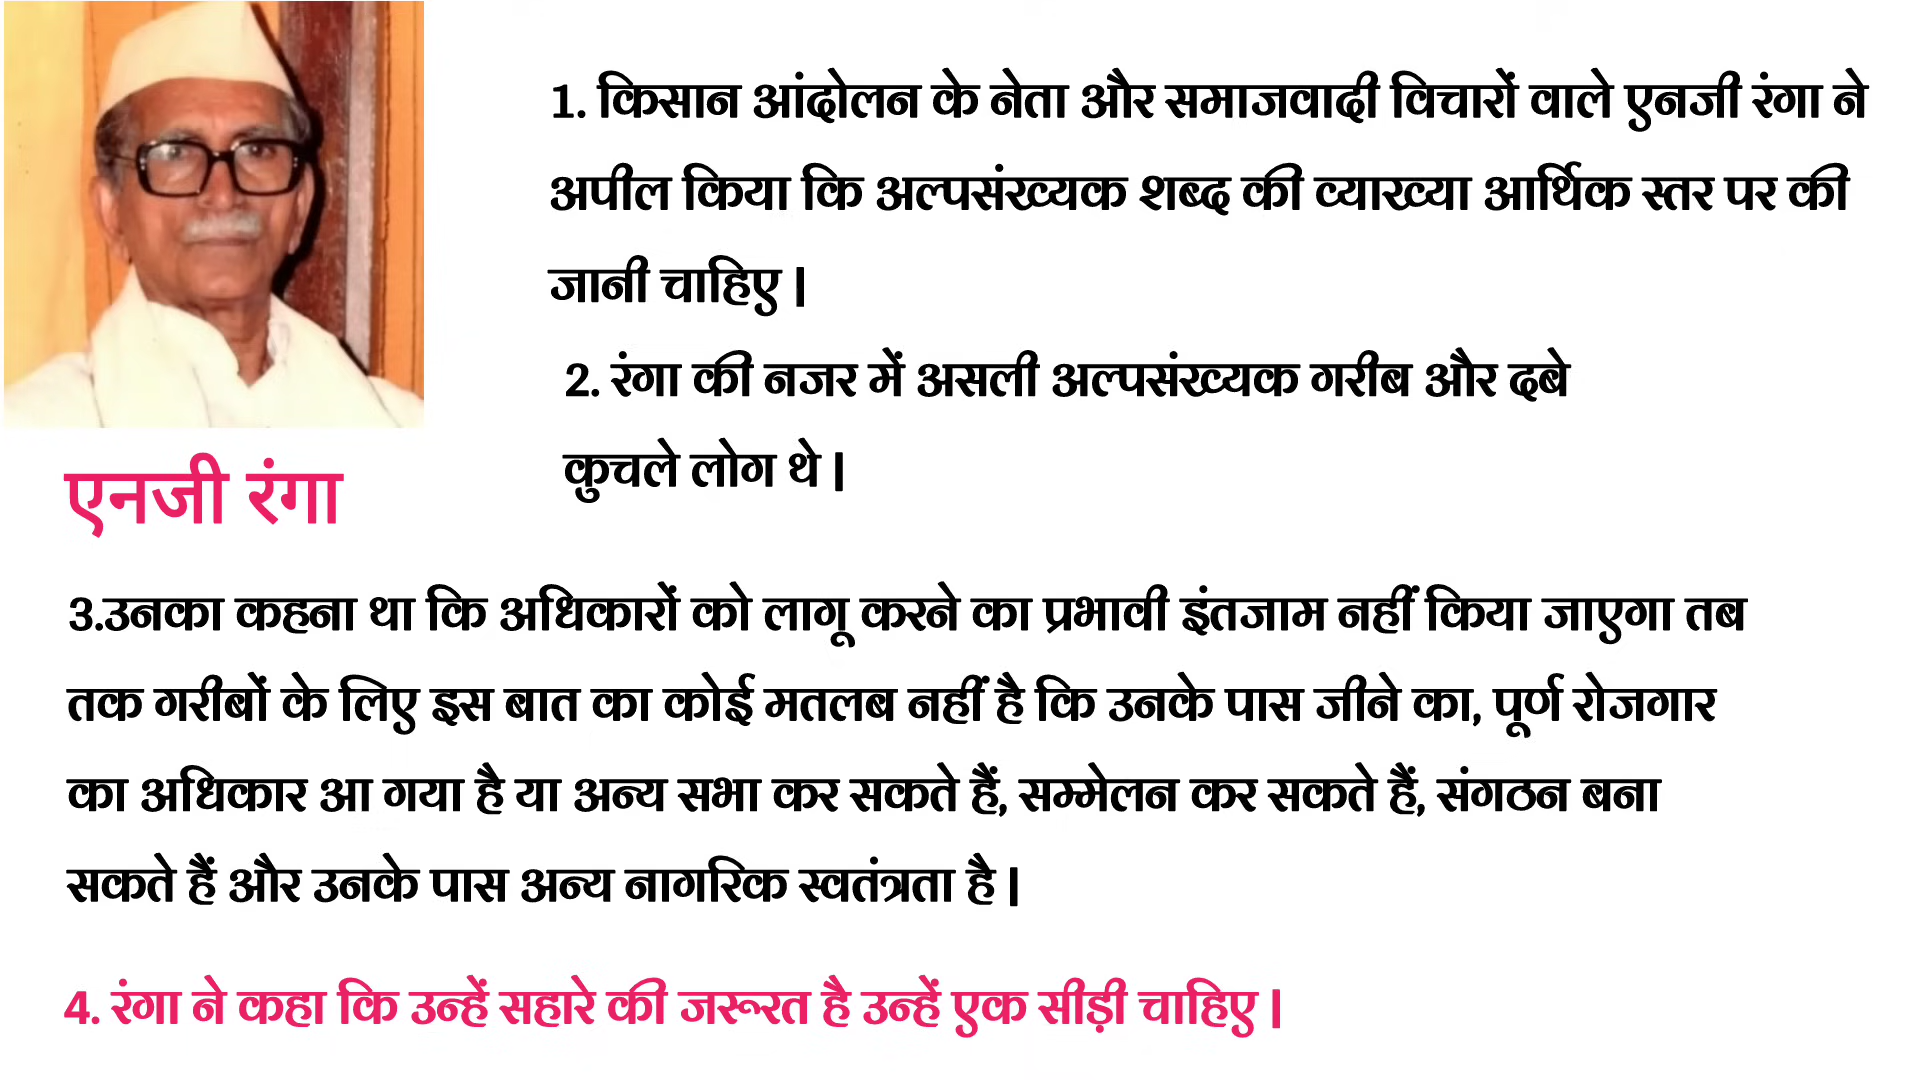 1. किसान आंदोलन के नेता और समाजवादी विचारों वाले एनजी रंगा ने
अपील किया कि अल्पसंख्यक शब्द की व्याख्या आर्थिक स्तर पर की
जानी चाहिए |
2. रंगा की नजर में असली अल्पसंख्यक गरीब और दबे
कुचले लोग थे |
एनजी रंगा
3.उनका कहना था कि अधिकारों को लागू करने का प्रभावी इंतजाम नहीं किया जाएगा तब
तक गरीबों के लिए इस बात का कोई मतलब नहीं है कि उनके पास जीने का, पूर्ण रोजगार
का अधिकार आ गया है या अन्य सभा कर सकते हैं, सम्मेलन कर सकते हैं, संगठन बना
सकते हैं और उनके पास अन्य नागरिक स्वतंत्रता है |
4. रंगा ने कहा कि उन्हें सहारे की जरूरत है उन्हें एक सीड़ी चाहिए |